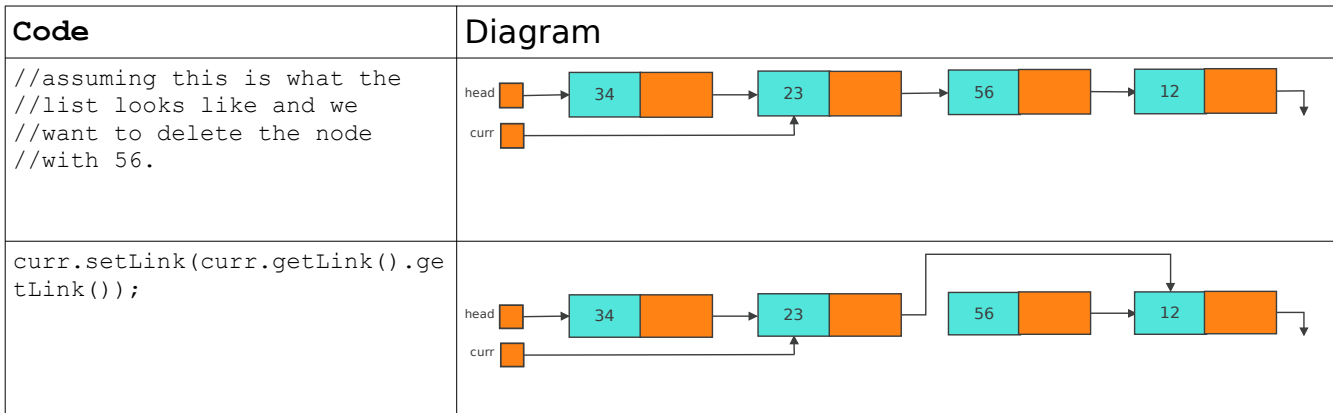 Code
Diagram
//assuming this is what the
//list looks like and we
//want to delete the node
//with 56.
head
34
23
56
12
curr
curr.setLink(curr.getLink().ge
tLink());
head
34
23
56
12
curr